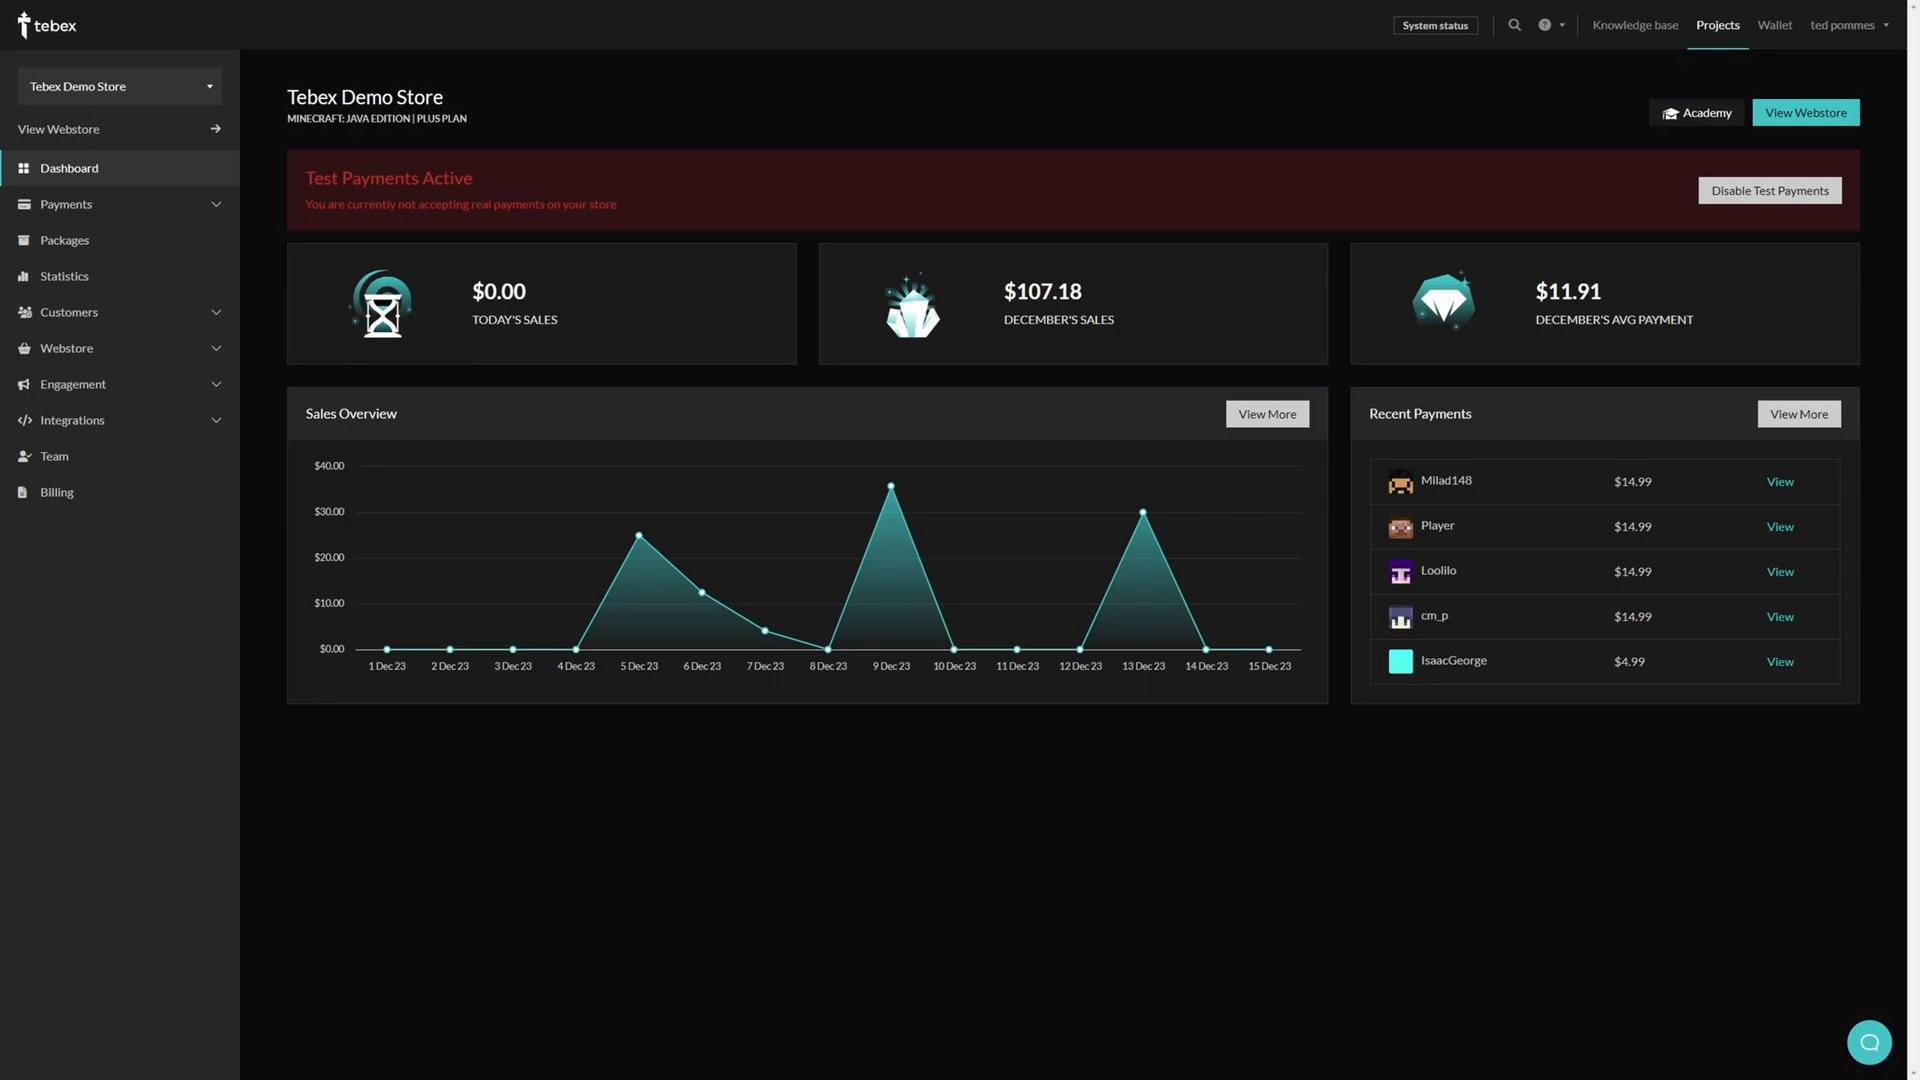 tebex
System status
?
Knowledge base
Projects
Wallet
ted pommes
Tebex Demo Store
View Webstore
Dashboard
Payments
Packages
Statistics
Customers
Webstore
Engagement
Integrations
Team
Billing
Tebex Demo Store
MINECRAFT: JAVA EDITION | PLUS PLAN
Academy
View Webstore
Test Payments Active
You are currently not accepting real payments on your store
Disable Test Payments
$0.00
TODAY'S SALES
$107.18
DECEMBER'S SALES
$11.91
DECEMBER'S AVG PAYMENT
Sales Overview
View More
$40.00
$30.00
$20.00
$10.00
$0.00
1 Dec 23 2 Dec 23 3 Dec 23 4 Dec 23 5 Dec 23 6 Dec 23 7 Dec 23 8 Dec 23 9 Dec 23 10 Dec 23 11 Dec 23 12 Dec 23 13 Dec 23 14 Dec 23 15 Dec 23
Recent Payments
View More
Milad148 $14.99 View
Player $14.99 View
Loolilo $14.99 View
cm_p $14.99 View
IsaacGeorge $4.99 View